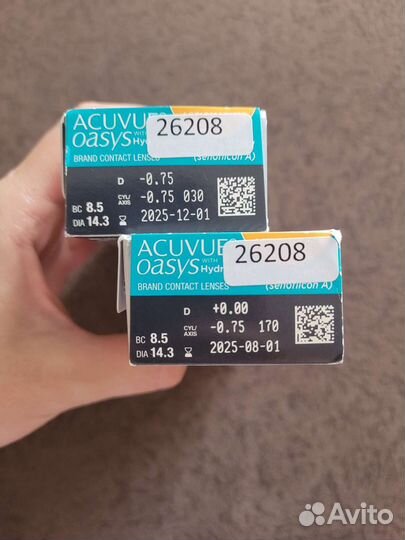 ACUVUE
26208
OASYS WITH
Hydr
BRAND CONTACT LENSES
(senofilcon A)
D -0.75
BC 8.5
CYL/AXIS -0.75 030
DIA 14.3
2025-12-01
ACUVUE
26208
OASYS WITH
Hydr
BRAND CONTACT LENSES
(senofilcon A)
D +0.00
BC 8.5
CYL/AXIS -0.75 170
DIA 14.3
2025-08-01
Avito